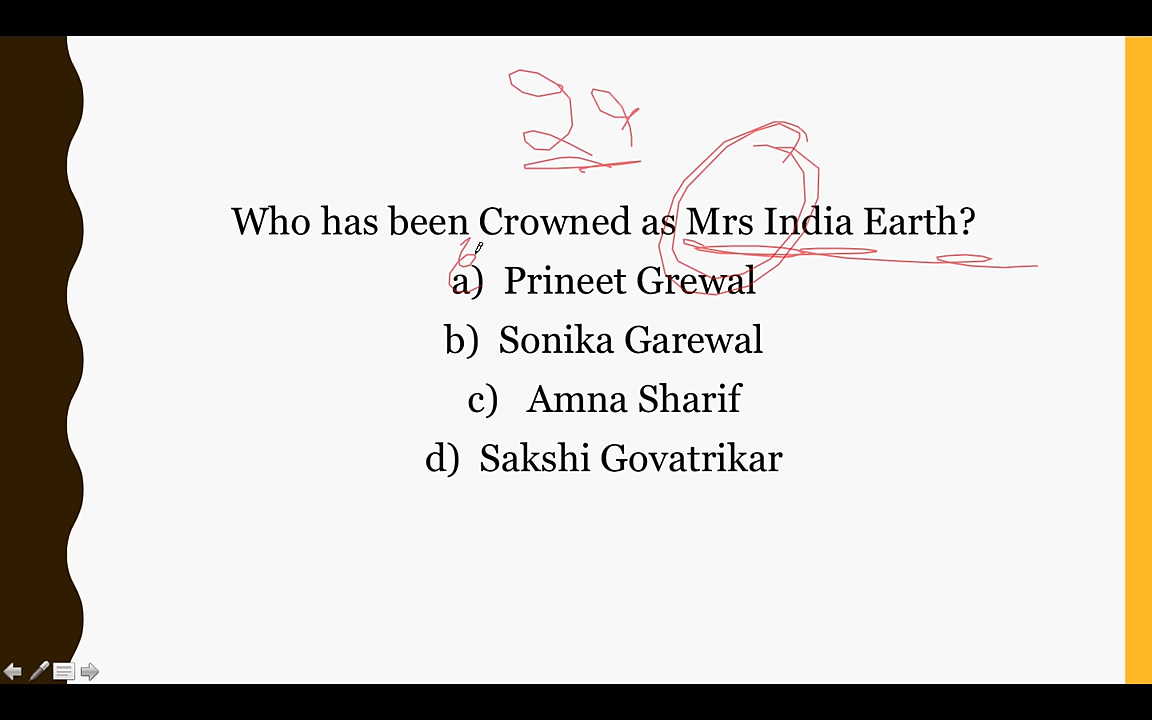 Who has been Crowned as Mrs India Earth?
a) Prineet Grewal
b) Sonika Garewal
c) Amna Sharif
d) Sakshi Govatrikar